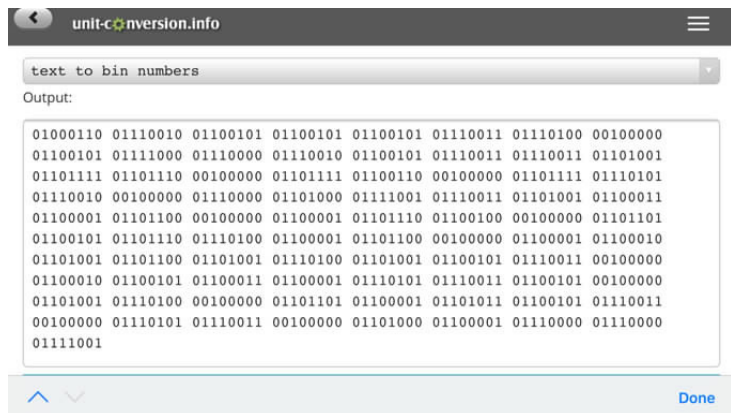 unit-conversion.info
text to bin numbers
Output:
01000110 01110010 01100101 01100101 01100101 01110011 01110100 00100000
01100101 01111000 01110000 01110010 01100101 01110011 01110011 01101001
01101111 01101110 00100000 01101111 01100110 00100000 01101111 01110101
01110010 00100000 01110000 01101000 01111001 01110011 01101001 01100011
01100001 01101100 00100000 01100001 01101110 01100100 00100000 01101101
01100101 01101110 01110100 01100001 01101100 00100000 01100001 01100010
01101001 01101100 01101001 01110100 01101001 01100101 01110011 00100000
01100010 01100101 01100011 01100001 01110101 01110011 01100101 00100000
01101001 01110100 00100000 01101101 01100001 01101011 01100101 01110011
00100000 01110101 01110011 00100000 01101000 01100001 01110000 01110000
01111001
Done